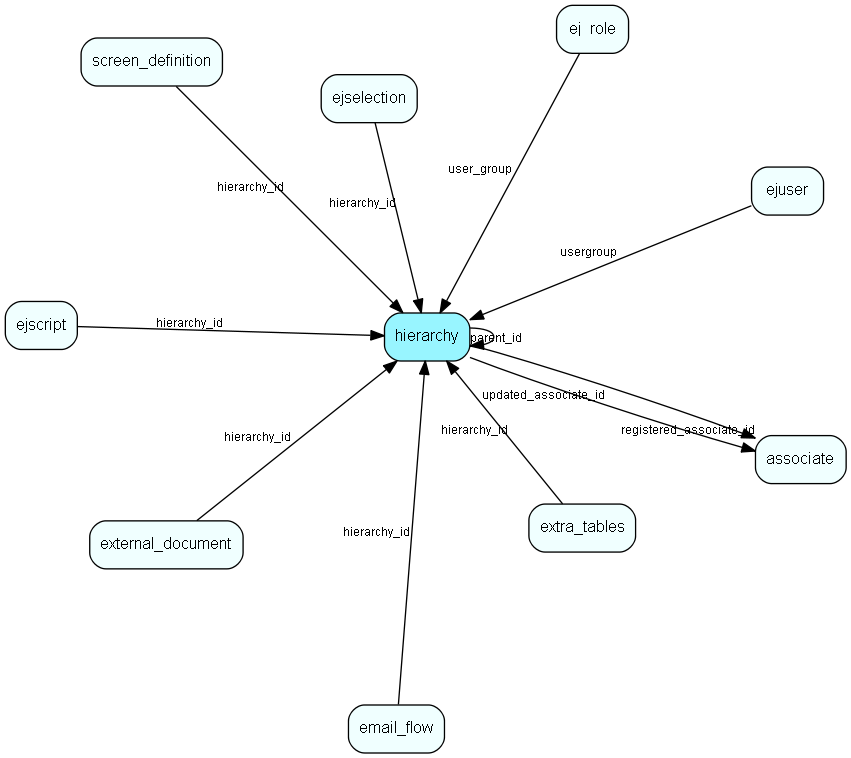 ej_role
screen_definition
ejselection
user_group
hierarchy_id
ejuser
hierarchy_id
usergroup
ejscript
hierarchy_id
hierarchy
parent_id
updated_associate_id
registered_associate_id
hierarchy_id
hierarchy_id
associate
extra_tables
hierarchy_id
external_document
email_flow